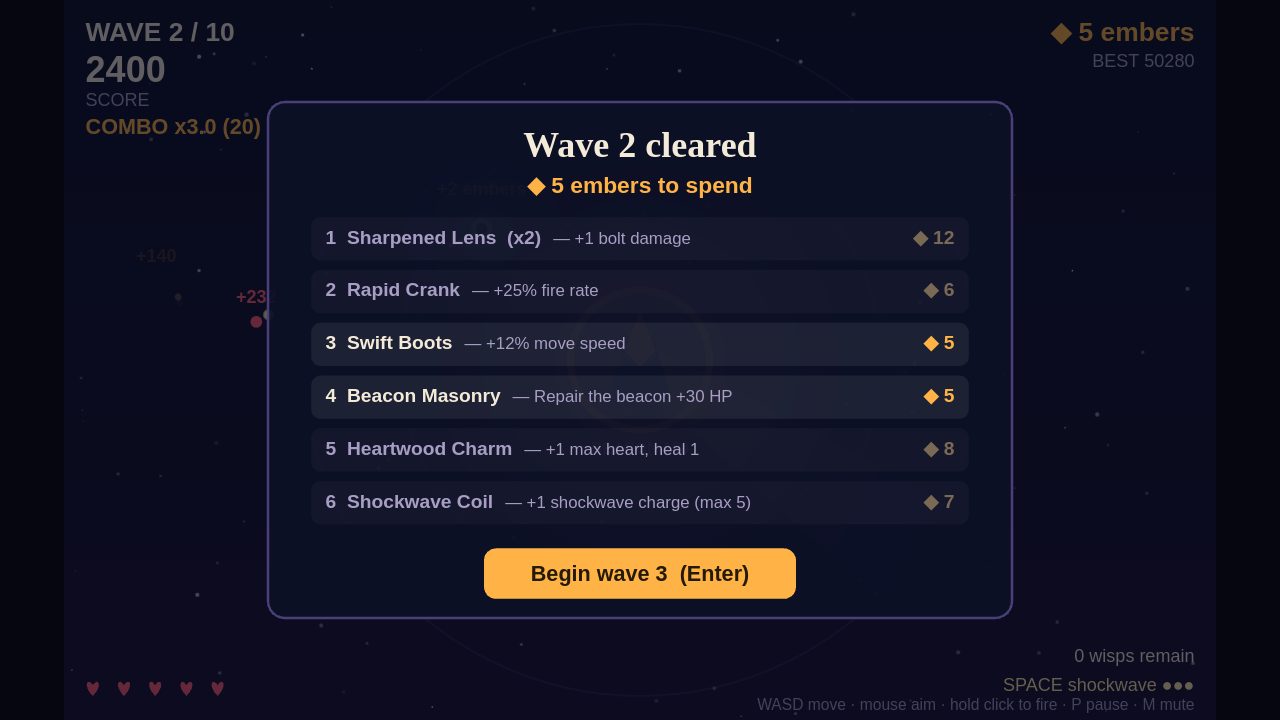 WAVE 2 / 10
2400
SCORE
COMBO x3.0 (20)
◆ 5 embers
BEST 50280
Wave 2 cleared
+2 embers
◆ 5 embers to spend
1 Sharpened Lens (x2) — +1 bolt damage ◆ 12
+140
2 Rapid Crank — +25% fire rate ◆ 6
+232
3 Swift Boots — +12% move speed ◆ 5
4 Beacon Masonry — Repair the beacon +30 HP ◆ 5
5 Heartwood Charm — +1 max heart, heal 1 ◆ 8
6 Shockwave Coil — +1 shockwave charge (max 5) ◆ 7
Begin wave 3 (Enter)
0 wisps remain
SPACE shockwave ●●●
WASD move · mouse aim · hold click to fire · P pause · M mute